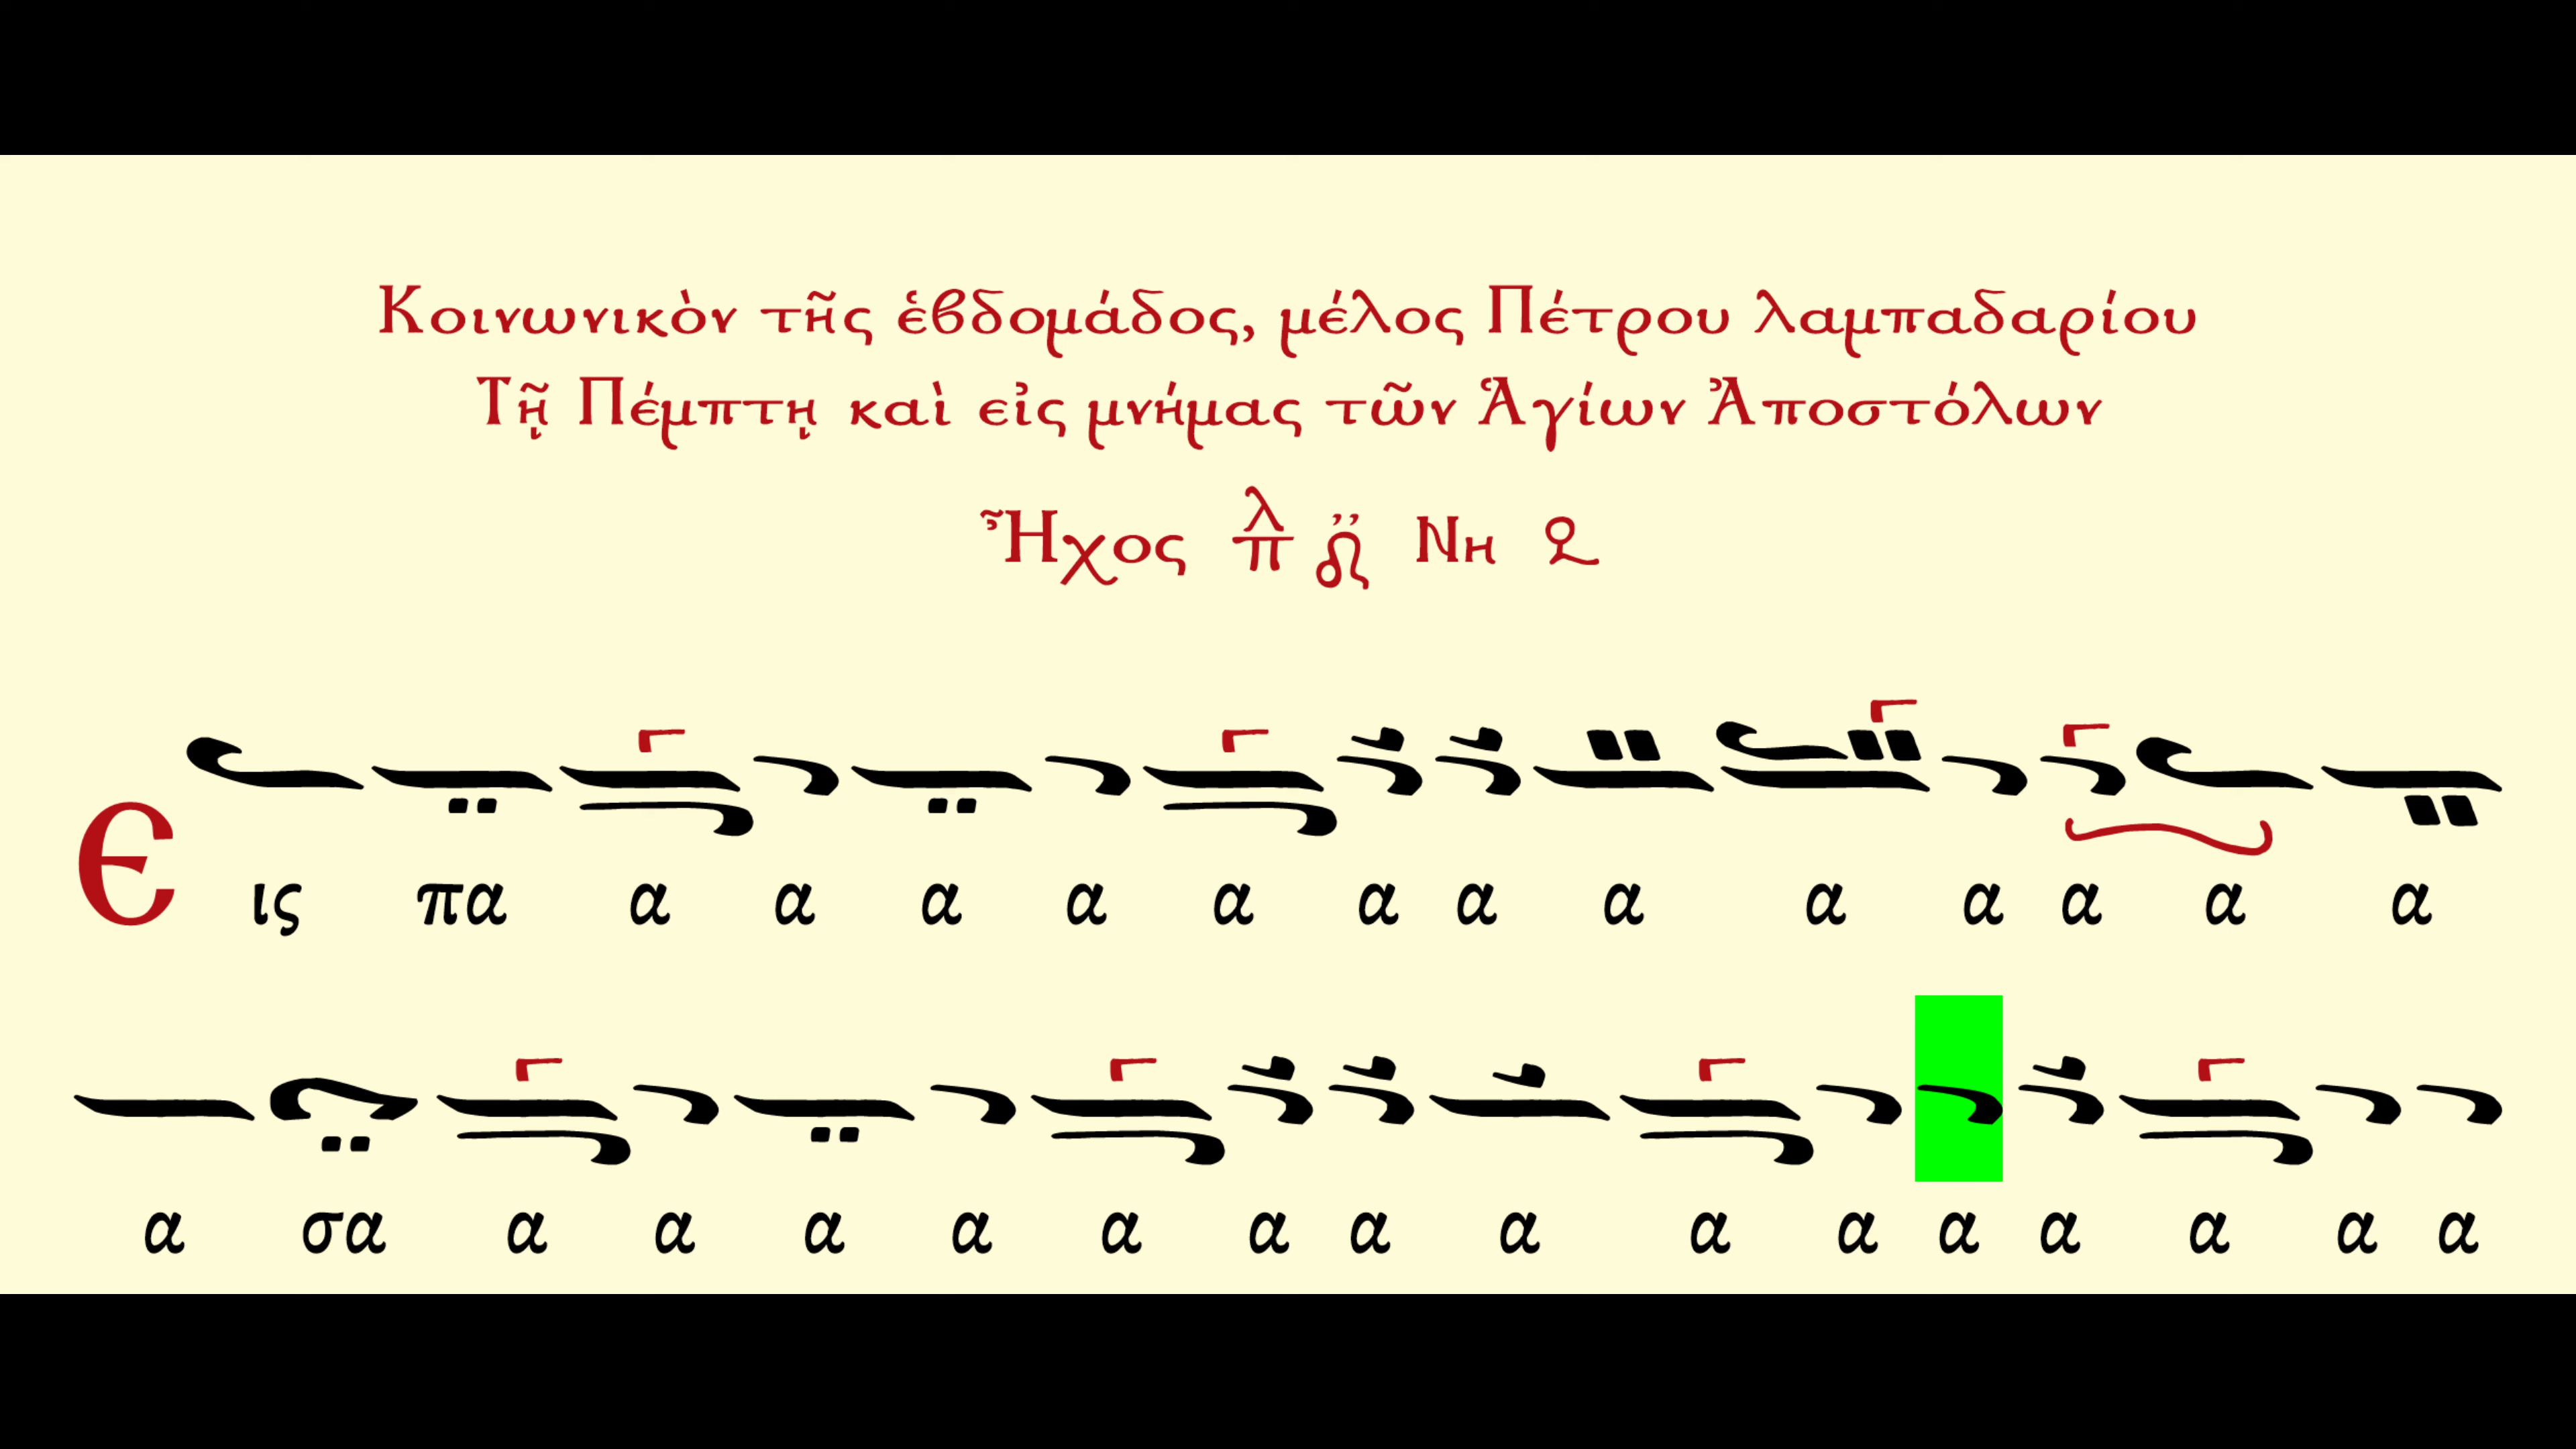 Κοινωνικὸν τῆς ἑβδομάδος, μέλος Πέτρου λαμπαδαρίου
Τῇ Πέμπτῃ καὶ εἰς μνήμας τῶν Ἁγίων Ἀποστόλων
Ἦχος λ π Νη
Ε ις πα α α α α α α α α α α α α α
α σα α α α α α α α α α α α α α α α